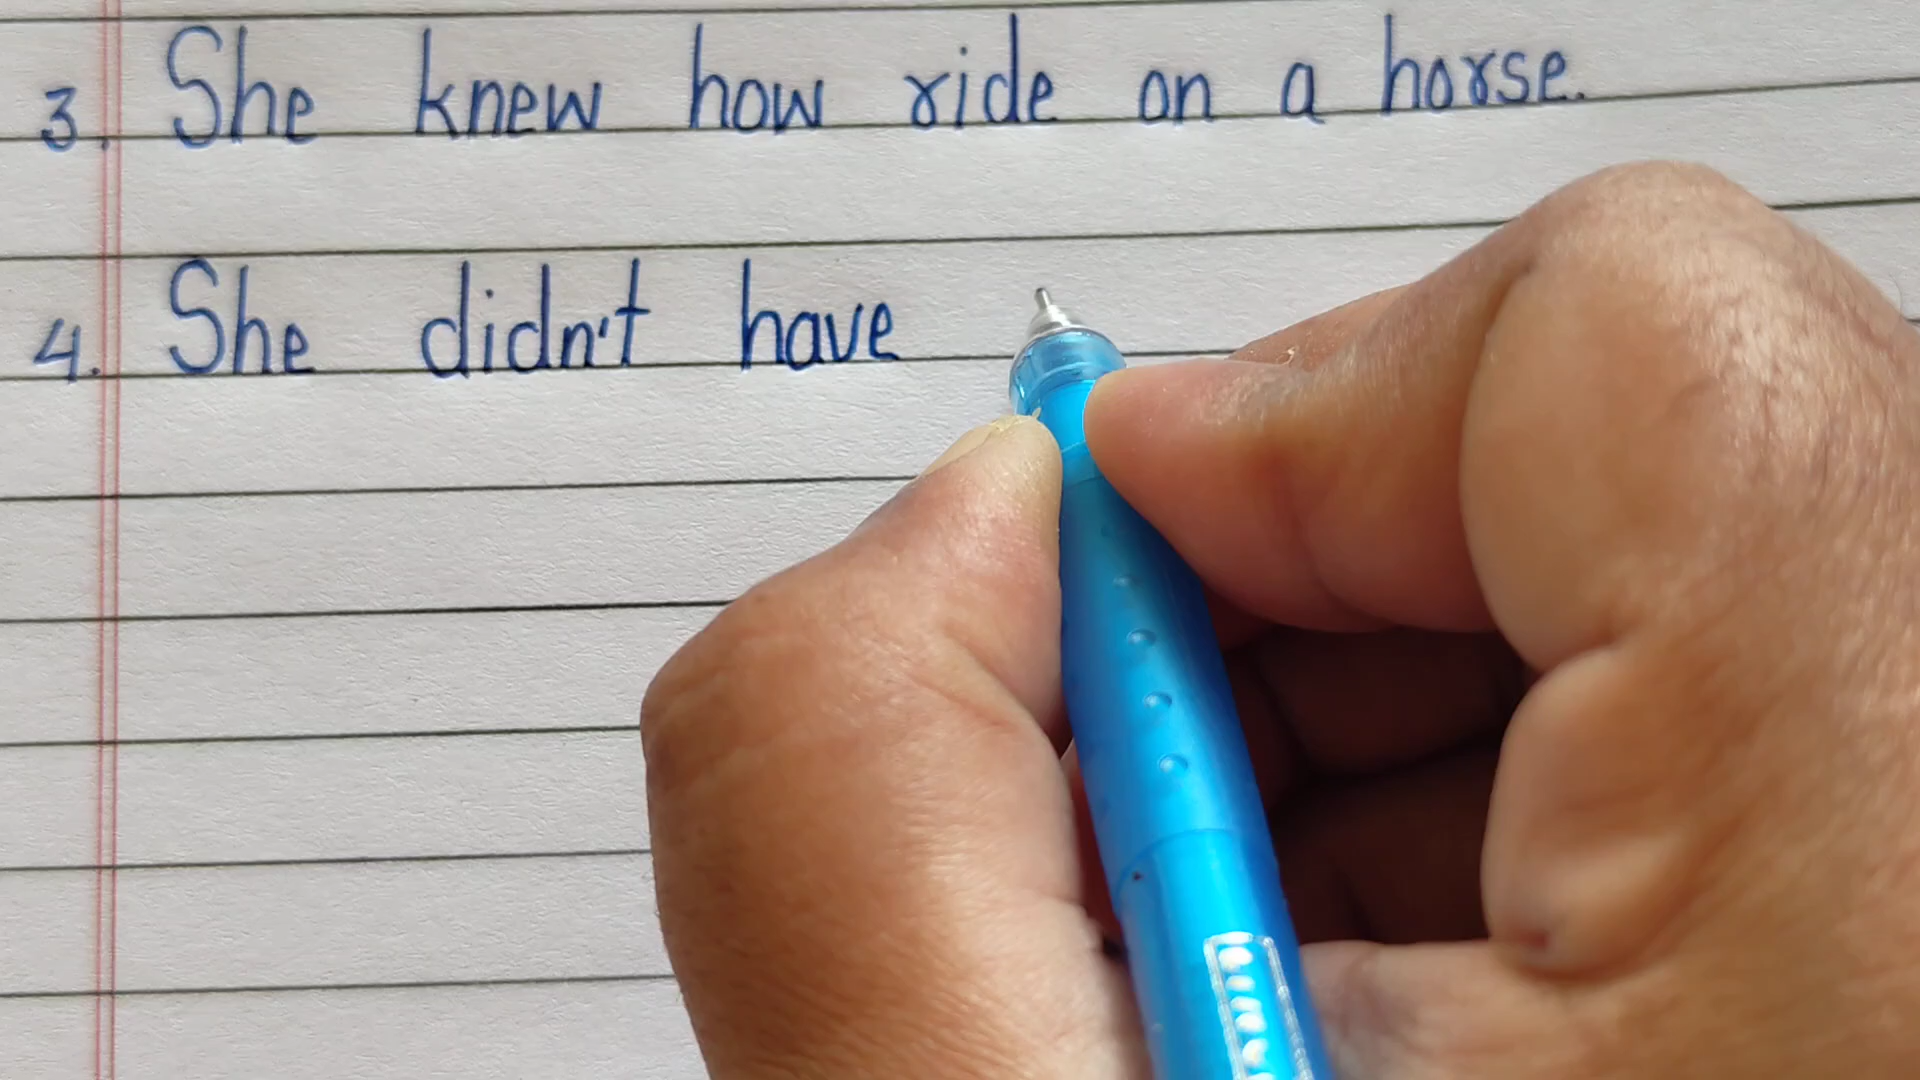 3. She knew how ride on a horse.
4. She didn't have